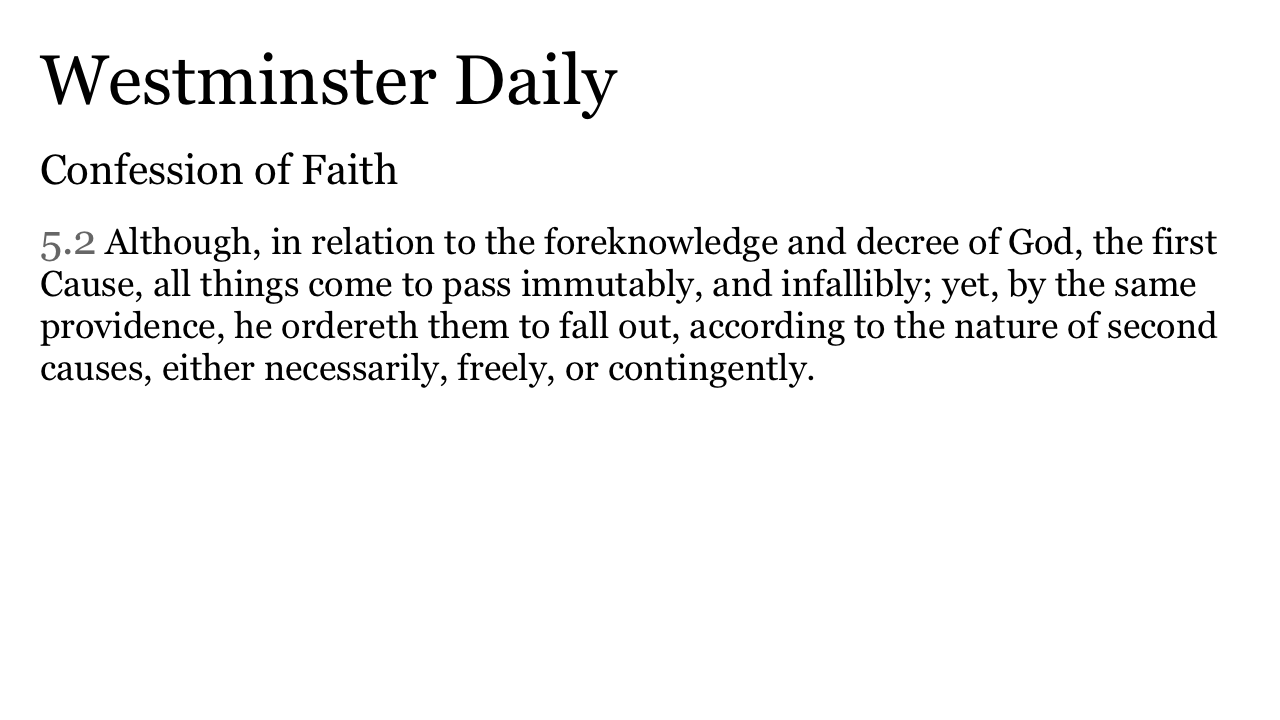 Westminster Daily
Confession of Faith
5.2 Although, in relation to the foreknowledge and decree of God, the first
Cause, all things come to pass immutably, and infallibly; yet, by the same
providence, he ordereth them to fall out, according to the nature of second
causes, either necessarily, freely, or contingently.